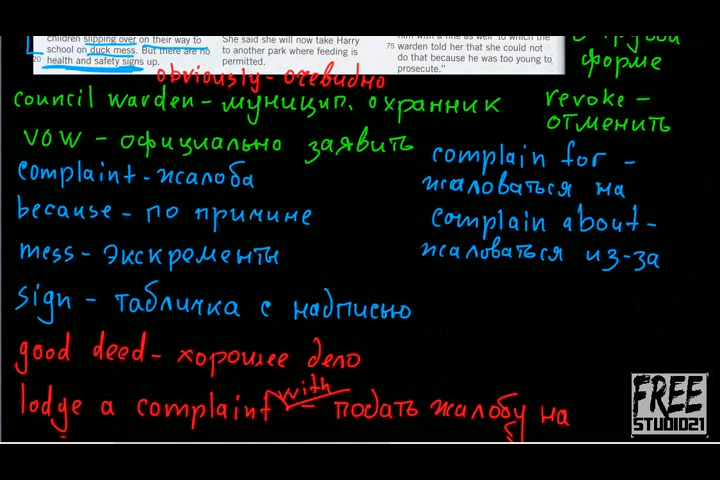 children slipping over on their way to
school on duck mess. But there are no
20 health and safety signs up.
She said she will now take Harry
to another park where feeding is
permitted.
him with a fine as well to which the
75 warden told her that she could not
do that because he was too young to
prosecute."
в грубой
форме
obviously - очевидно
council warden - муницип. охранник
revoke -
отменить
vow - официально заявить
complaint - жалоба
complain for -
жаловаться на
because - по причине
complain about -
жаловаться из-за
mess - экскременты
sign - табличка с надписью
good deed - хорошее дело
with
lodge a complaint - подать жалобу на
FREE
STUDIO21